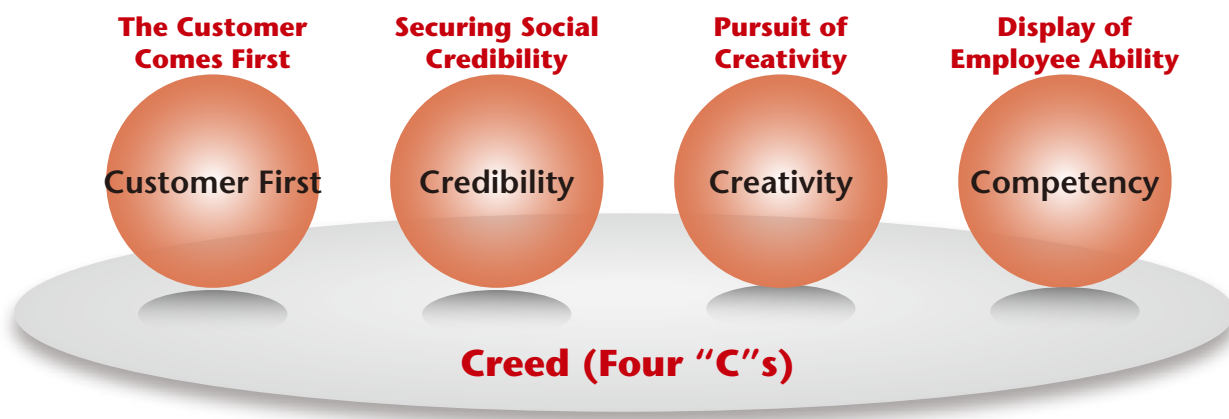 The Customer
Comes First
Securing Social
Credibility
Pursuit of
Creativity
Display of
Employee Ability
Customer First
Credibility
Creativity
Competency
Creed (Four “C”s)